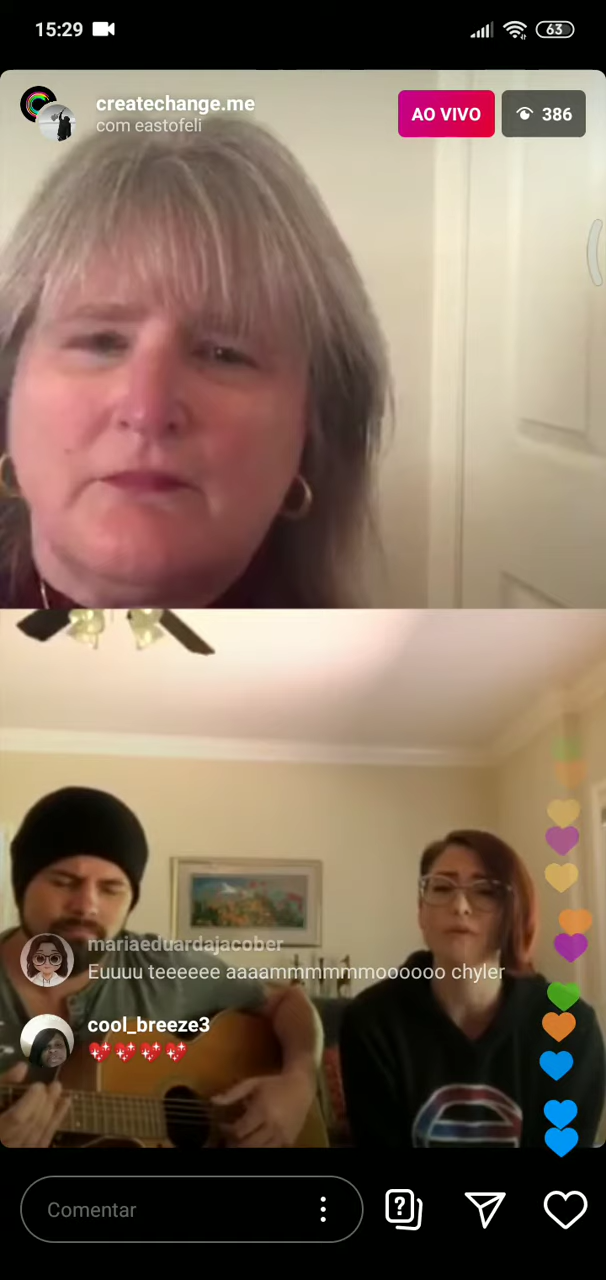 15:29
63
createchange.me
com eastofeli
AO VIVO
386
mariaeduardajacober
Euuuu teeeeee aaaammmmmmoooooo chyler
cool_breeze3
Comentar